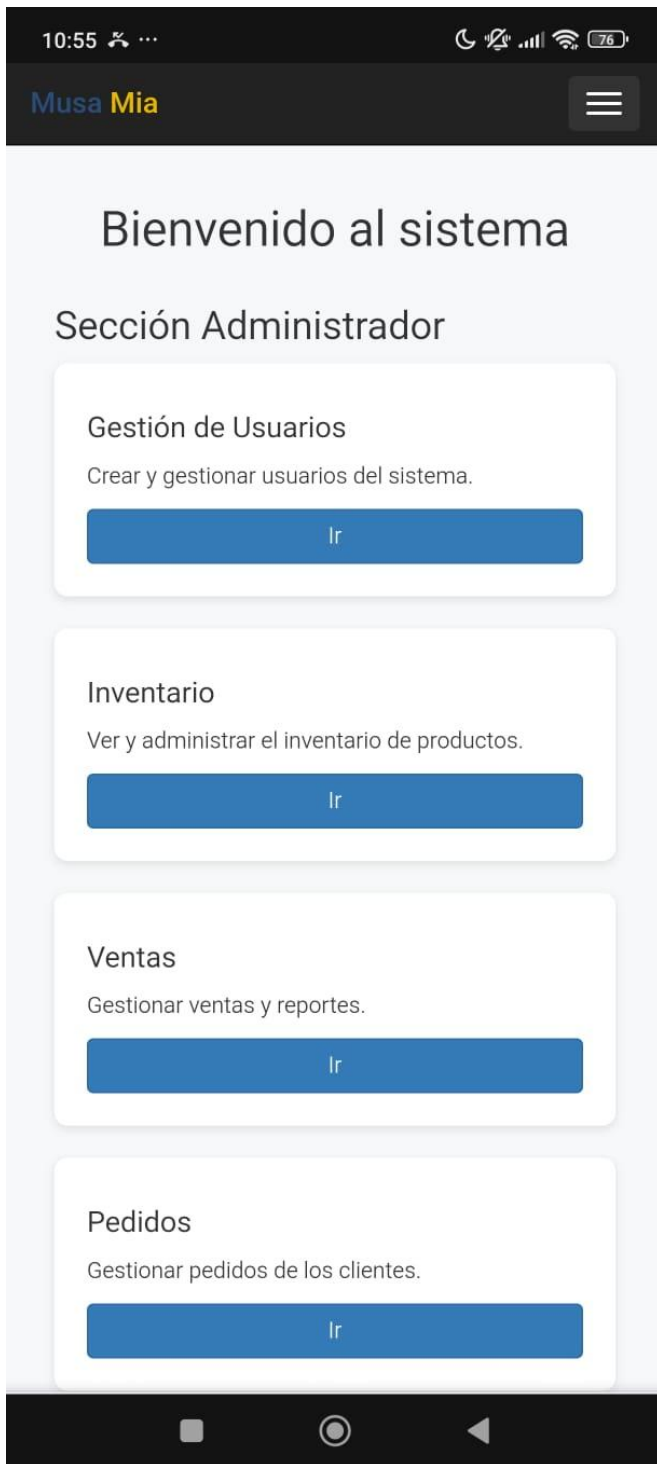 10:55 ... 76
Musa Mia
Bienvenido al sistema
Sección Administrador
Gestión de Usuarios
Crear y gestionar usuarios del sistema.
Ir
Inventario
Ver y administrar el inventario de productos.
Ir
Ventas
Gestionar ventas y reportes.
Ir
Pedidos
Gestionar pedidos de los clientes.
Ir